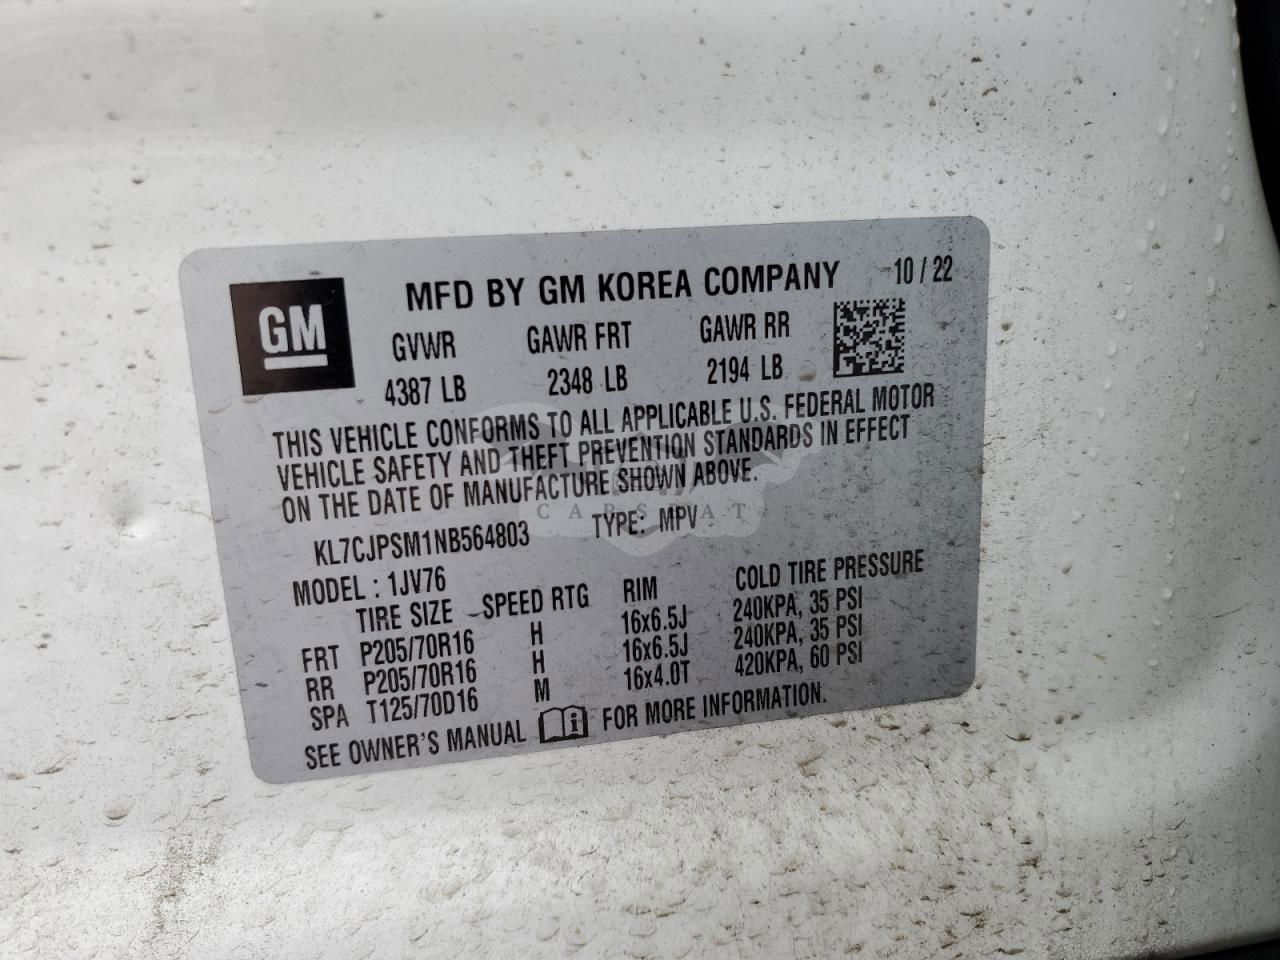 GM
MFD BY GM KOREA COMPANY 10 / 22
GVWR GAWR FRT GAWR RR
4387 LB 2348 LB 2194 LB
THIS VEHICLE CONFORMS TO ALL APPLICABLE U.S. FEDERAL MOTOR
VEHICLE SAFETY AND THEFT PREVENTION STANDARDS IN EFFECT
ON THE DATE OF MANUFACTURE SHOWN ABOVE.
CARSTAT
KL7CJPSM1NB564803 TYPE: MPV
MODEL : 1JV76
TIRE SIZE SPEED RTG RIM COLD TIRE PRESSURE
FRT P205/70R16 H 16x6.5J 240KPA, 35 PSI
RR P205/70R16 H 16x6.5J 240KPA, 35 PSI
SPA T125/70D16 M 16x4.0T 420KPA, 60 PSI
SEE OWNER'S MANUAL FOR MORE INFORMATION.